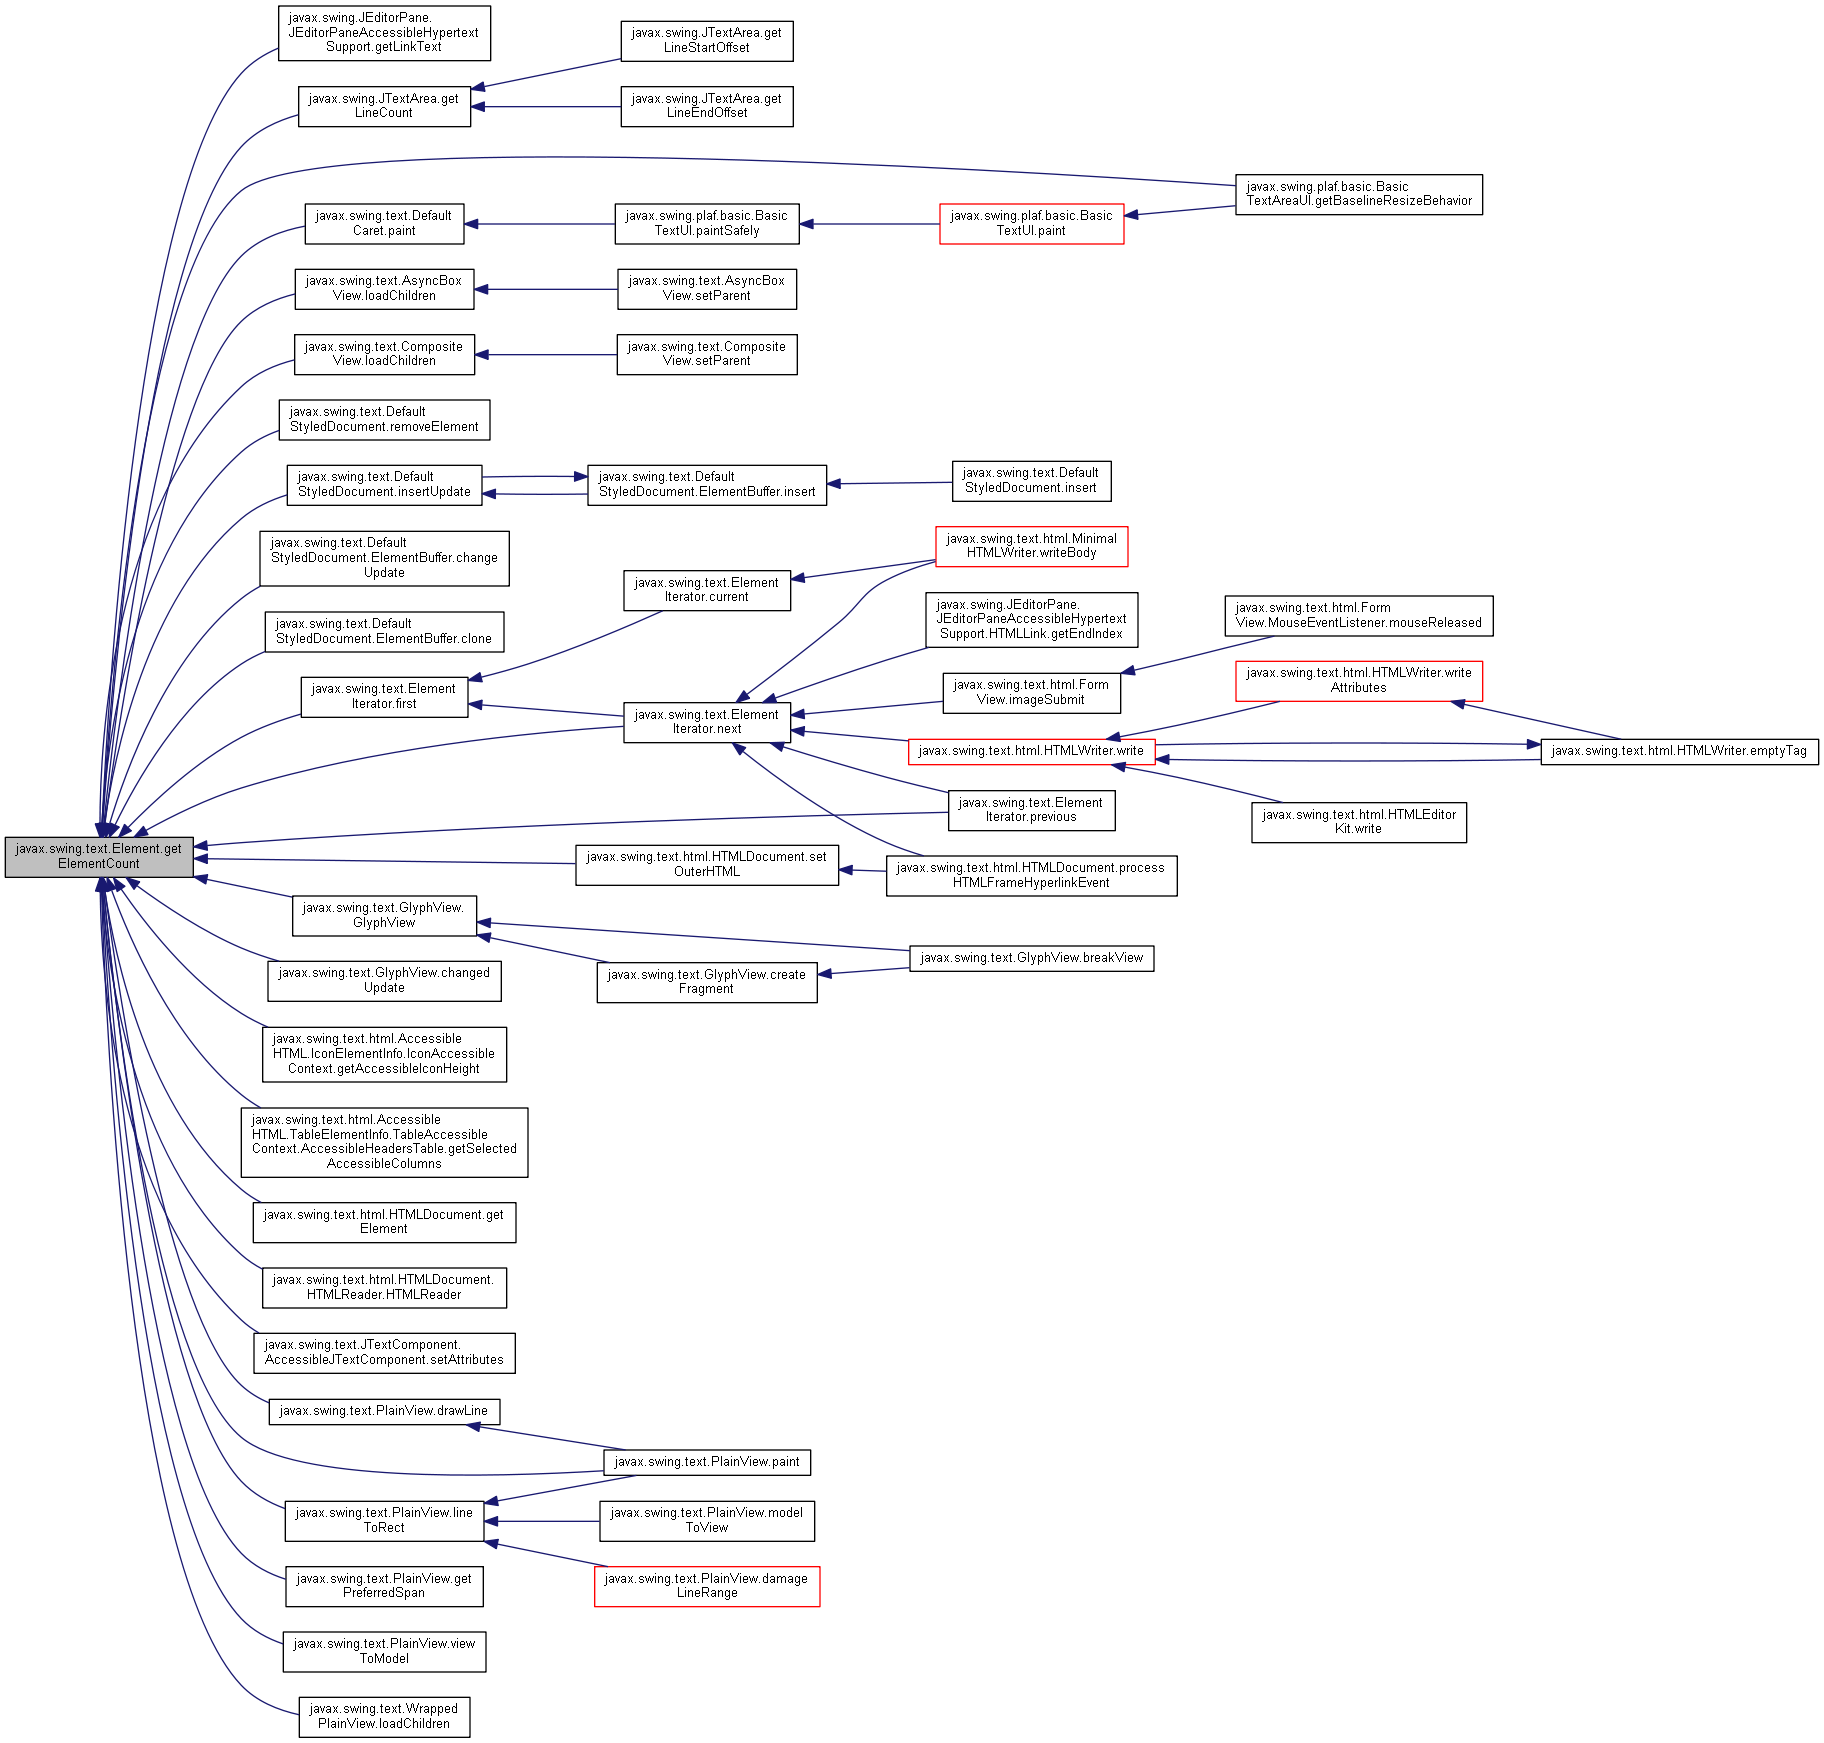 javax.swing.JEditorPane.
JEditorPaneAccessibleHypertext
Support.getLinkText
javax.swing.JTextArea.get
LineStartOffset
javax.swing.JTextArea.get
LineCount
javax.swing.JTextArea.get
LineEndOffset
javax.swing.plaf.basic.Basic
TextAreaUI.getBaselineResizeBehavior
javax.swing.text.Default
Caret.paint
javax.swing.plaf.basic.Basic
TextUI.paintSafely
javax.swing.plaf.basic.Basic
TextUI.paint
javax.swing.text.AsyncBox
View.loadChildren
javax.swing.text.AsyncBox
View.setParent
javax.swing.text.Composite
View.loadChildren
javax.swing.text.Composite
View.setParent
javax.swing.text.Default
StyledDocument.removeElement
javax.swing.text.Default
StyledDocument.insertUpdate
javax.swing.text.Default
StyledDocument.ElementBuffer.insert
javax.swing.text.Default
StyledDocument.insert
javax.swing.text.Default
StyledDocument.ElementBuffer.change
Update
javax.swing.text.html.Minimal
HTMLWriter.writeBody
javax.swing.text.Element
Iterator.current
javax.swing.JEditorPane.
JEditorPaneAccessibleHypertext
Support.HTMLLink.getEndIndex
javax.swing.text.html.Form
View.MouseEventListener.mouseReleased
javax.swing.text.Default
StyledDocument.ElementBuffer.clone
javax.swing.text.Element
Iterator.first
javax.swing.text.html.Form
View.imageSubmit
javax.swing.text.html.HTMLWriter.write
Attributes
javax.swing.text.Element
Iterator.next
javax.swing.text.html.HTMLWriter.write
javax.swing.text.html.HTMLWriter.emptyTag
javax.swing.text.Element
Iterator.previous
javax.swing.text.html.HTMLEditor
Kit.write
javax.swing.text.Element.get
ElementCount
javax.swing.text.html.HTMLDocument.set
OuterHTML
javax.swing.text.html.HTMLDocument.process
HTMLFrameHyperlinkEvent
javax.swing.text.GlyphView.
GlyphView
javax.swing.text.GlyphView.breakView
javax.swing.text.GlyphView.changed
Update
javax.swing.text.GlyphView.create
Fragment
javax.swing.text.html.Accessible
HTML.IconElementInfo.IconAccessible
Context.getAccessibleIconHeight
javax.swing.text.html.Accessible
HTML.TableElementInfo.TableAccessible
Context.AccessibleHeadersTable.getSelected
AccessibleColumns
javax.swing.text.html.HTMLDocument.get
Element
javax.swing.text.html.HTMLDocument.
HTMLReader.HTMLReader
javax.swing.text.JTextComponent.
AccessibleJTextComponent.setAttributes
javax.swing.text.PlainView.drawLine
javax.swing.text.PlainView.paint
javax.swing.text.PlainView.line
ToRect
javax.swing.text.PlainView.model
ToView
javax.swing.text.PlainView.get
PreferredSpan
javax.swing.text.PlainView.damage
LineRange
javax.swing.text.PlainView.view
ToModel
javax.swing.text.Wrapped
PlainView.loadChildren